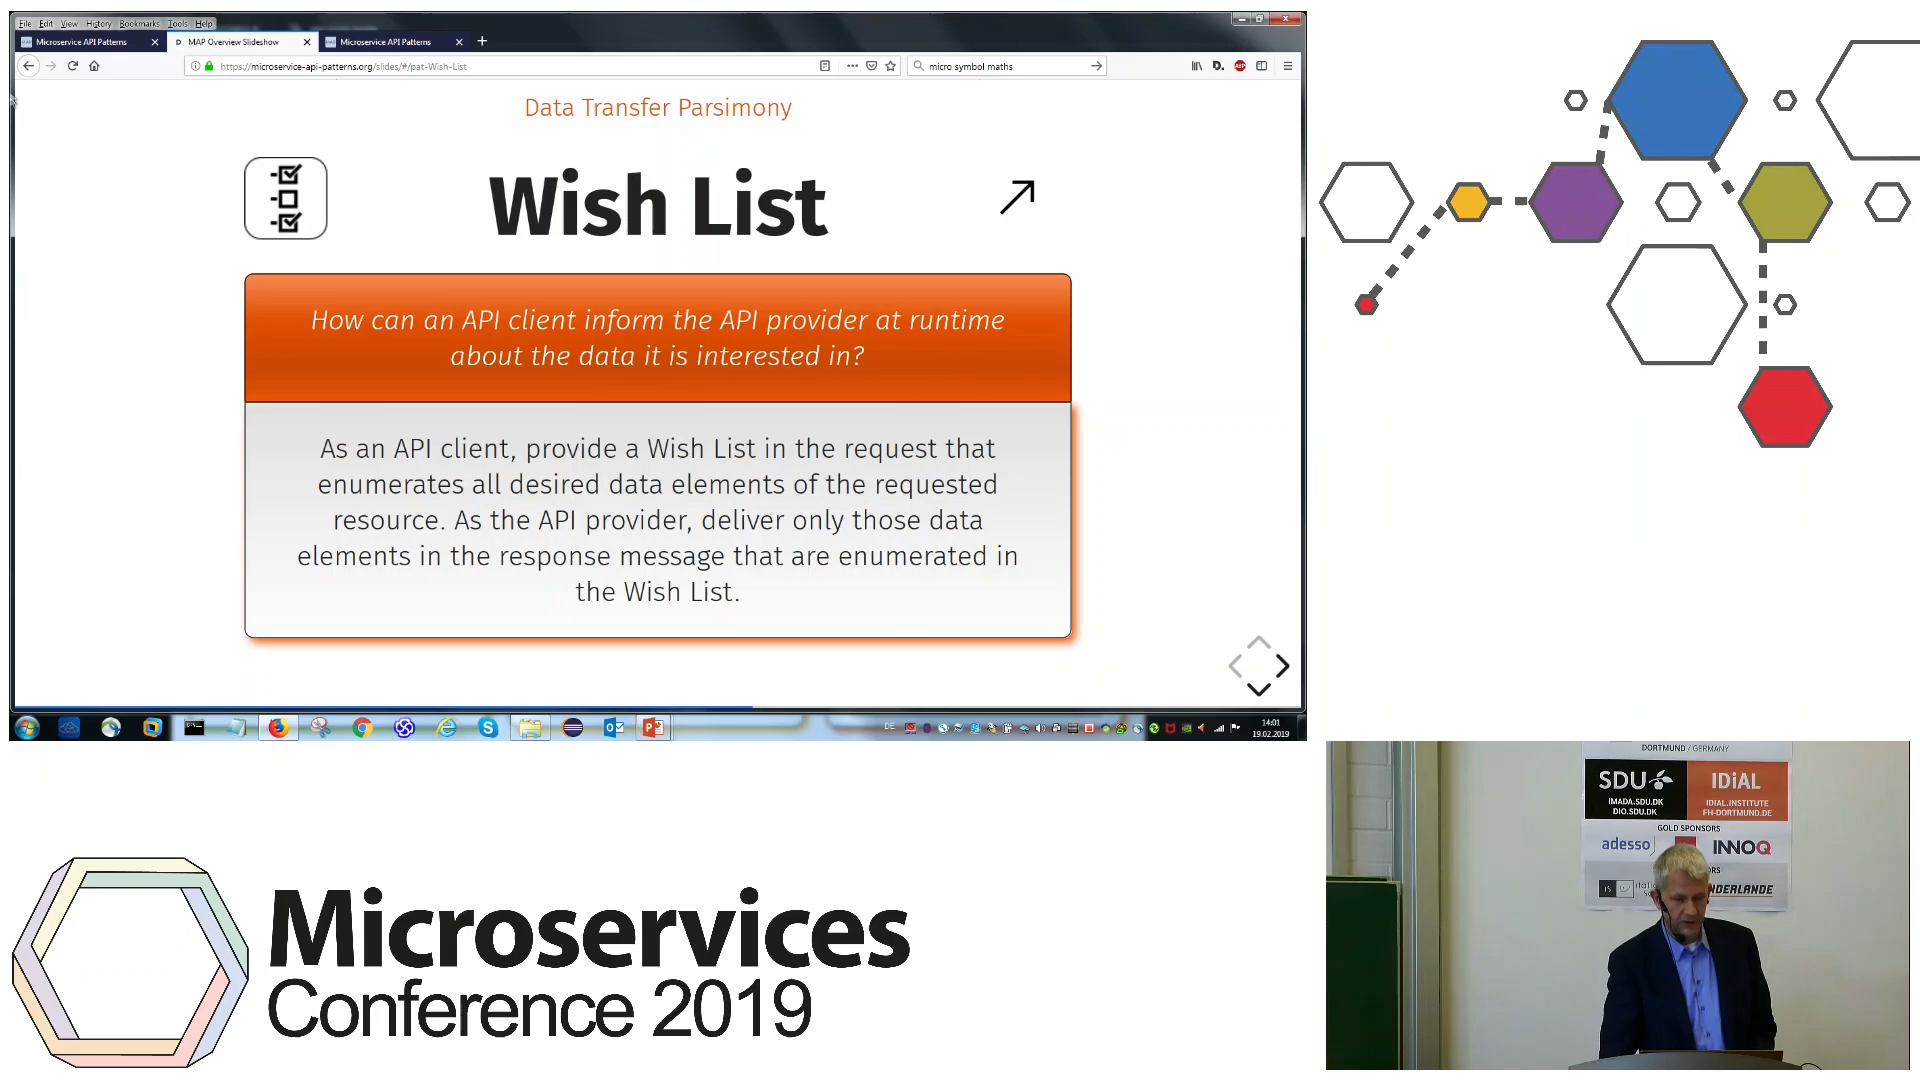 File Edit View History Bookmarks Tools Help
Microservice API Patterns
MAP Overview Slideshow
Microservice API Patterns
https://microservice-api-patterns.org/slides/#/pat-Wish-List
micro symbol maths
Data Transfer Parsimony
Wish List
How can an API client inform the API provider at runtime
about the data it is interested in?
As an API client, provide a Wish List in the request that
enumerates all desired data elements of the requested
resource. As the API provider, deliver only those data
elements in the response message that are enumerated in
the Wish List.
DE
14:01
19.02.2019
Microservices
Conference 2019
DORTMUND / GERMANY
SDU
IMADA.SDU.DK
DIO.SDU.DK
IDiAL
IDIAL.INSTITUTE
FH-DORTMUND.DE
GOLD SPONSORS
adesso
INNOQ